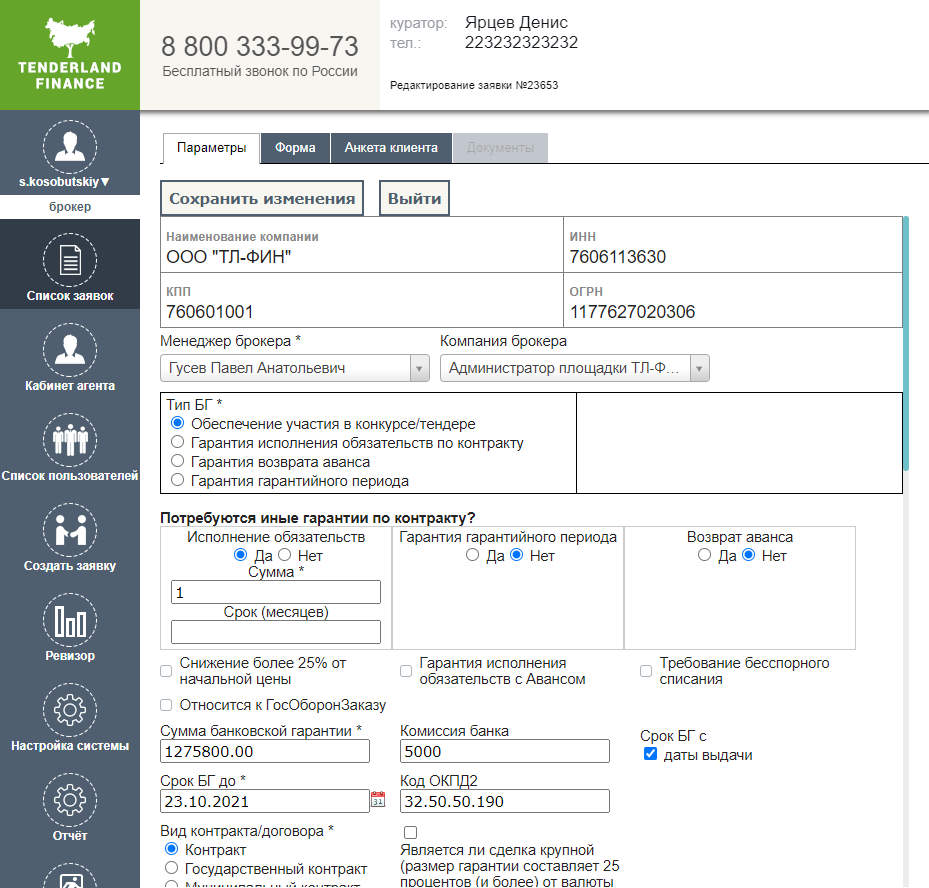 TENDERLAND
FINANCE
8 800 333-99-73
Бесплатный звонок по России
куратор: Ярцев Денис
тел.: 223232323232
Редактирование заявки №23653
s.kosobutskiy▼
брокер
Список заявок
Кабинет агента
Список пользователей
Создать заявку
Ревизор
Настройка системы
Отчёт
Параметры Форма Анкета клиента Документы
Сохранить изменения Выйти
Наименование компании ИНН
ООО "ТЛ-ФИН" 7606113630
КПП ОГРН
760601001 1177627020306
Менеджер брокера * Компания брокера
Гусев Павел Анатольевич Администратор площадки ТЛ-Ф...
Тип БГ *
Обеспечение участия в конкурсе/тендере
Гарантия исполнения обязательств по контракту
Гарантия возврата аванса
Гарантия гарантийного периода
Потребуются иные гарантии по контракту?
Исполнение обязательств Гарантия гарантийного периода Возврат аванса
Да Нет Да Нет Да Нет
Сумма *
1
Срок (месяцев)
Снижение более 25% от Гарантия исполнения Требование бесспорного
начальной цены обязательств с Авансом списания
Относится к ГосОборонЗаказу
Сумма банковской гарантии * Комиссия банка Срок БГ с
1275800.00 5000 даты выдачи
Срок БГ до * Код ОКПД2
23.10.2021 31 32.50.50.190
Вид контракта/договора *
Контракт Является ли сделка крупной
Государственный контракт (размер гарантии составляет 25
Муниципальный контракт процентов (и более) от валюты